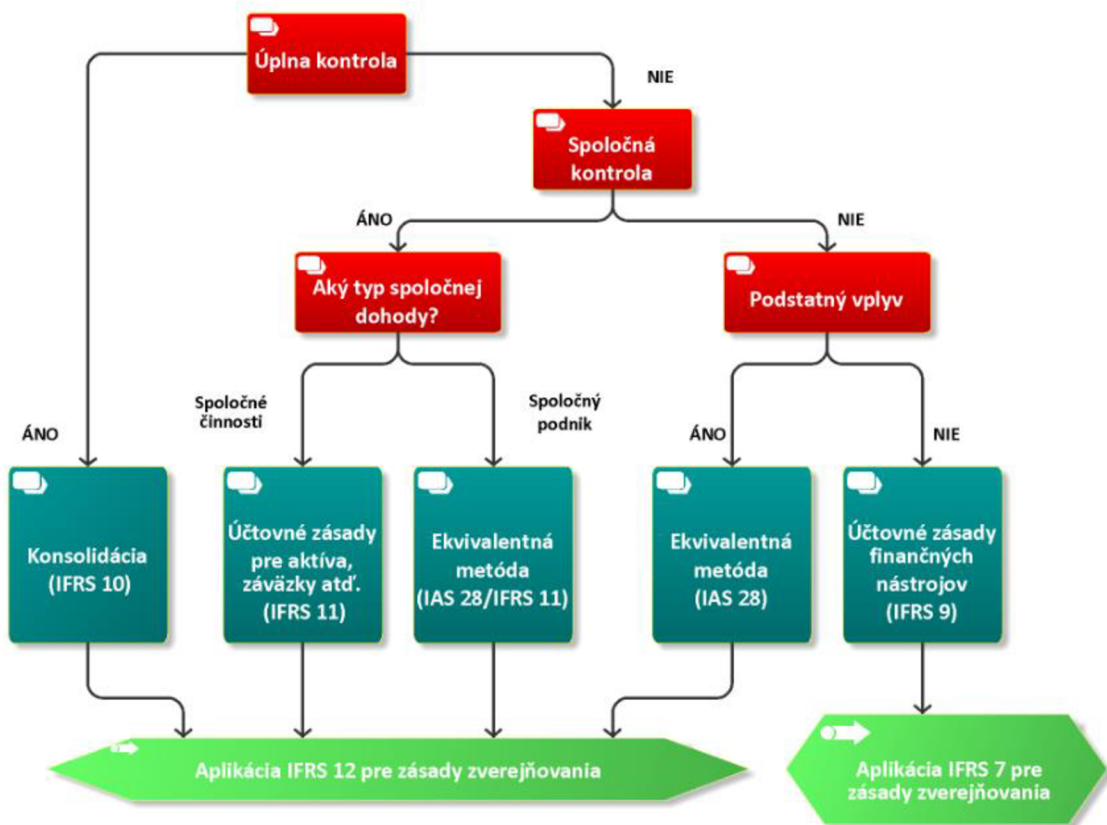 Úplna kontrola
NIE
Spoločná
kontrola
ÁNO
NIE
Aký typ spoločnej
dohody?
Podstatný vplyv
Spoločné
činnosti
Spoločný
podnik
ÁNO
ÁNO
NIE
Konsolidácia
(IFRS 10)
Účtovné zásady
pre aktíva,
záväzky atď.
(IFRS 11)
Ekvivalentná
metóda
(IAS 28/IFRS 11)
Ekvivalentná
metóda
(IAS 28)
Účtovné zásady
finančných
nástrojov
(IFRS 9)
Aplikácia IFRS 12 pre zásady zverejňovania
Aplikácia IFRS 7 pre
zásady zverejňovania